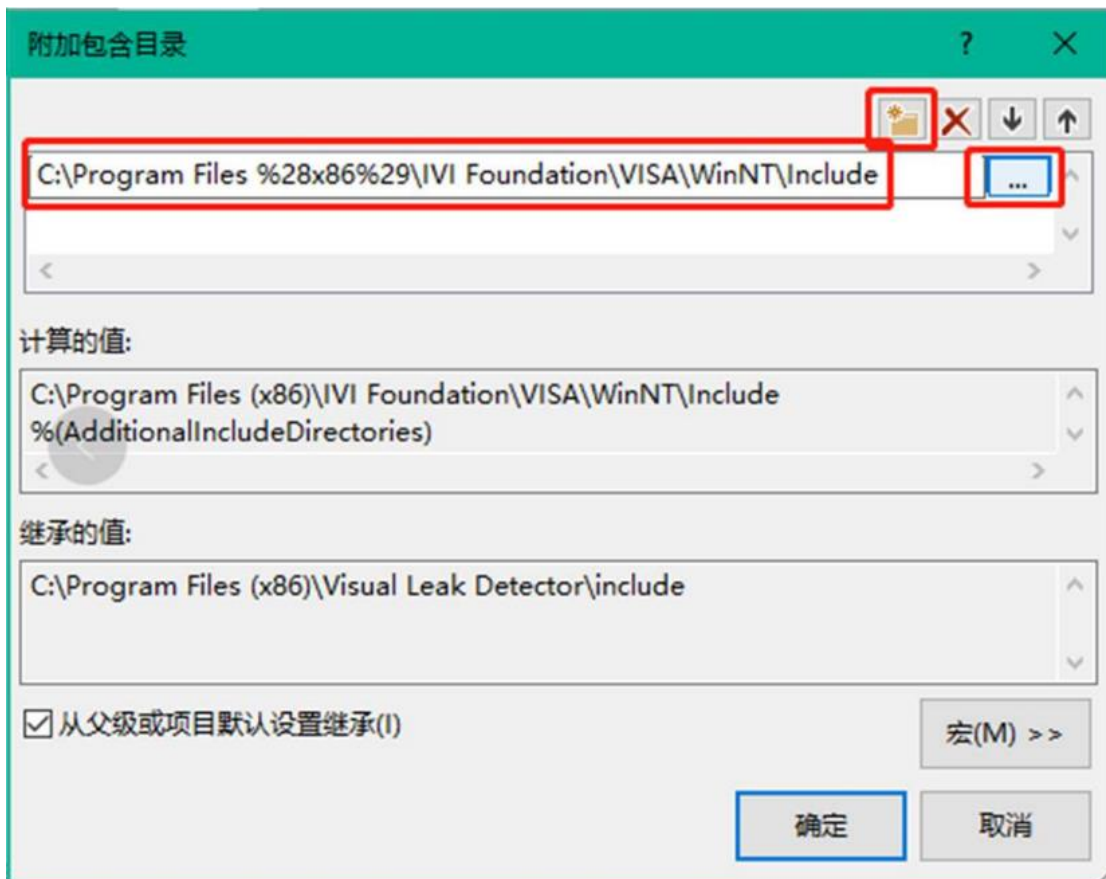 附加包含目录
?
C:\Program Files %28x86%29\IVI Foundation\VISA\WinNT\Include
...
计算的值:
C:\Program Files (x86)\IVI Foundation\VISA\WinNT\Include
%(AdditionalIncludeDirectories)
继承的值:
C:\Program Files (x86)\Visual Leak Detector\include
从父级或项目默认设置继承(I)
宏(M) >>
确定
取消